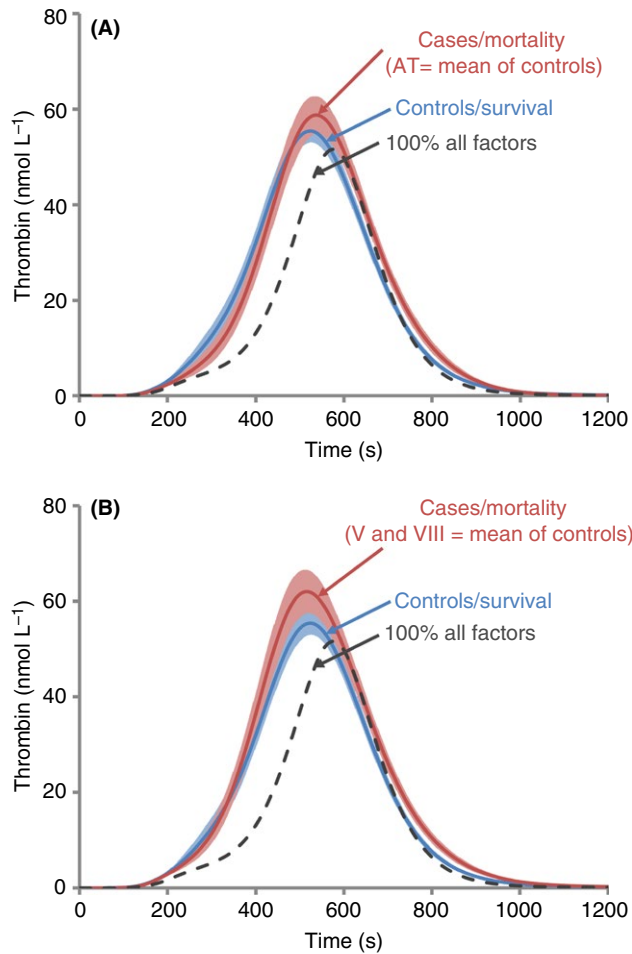 (A)
80
60
40
20
0
Thrombin (nmol L⁻¹)
Cases/mortality
(AT= mean of controls)
Controls/survival
100% all factors
0 200 400 600 800 1000 1200
Time (s)
(B)
80
60
40
20
0
Thrombin (nmol L⁻¹)
Cases/mortality
(V and VIII = mean of controls)
Controls/survival
100% all factors
0 200 400 600 800 1000 1200
Time (s)